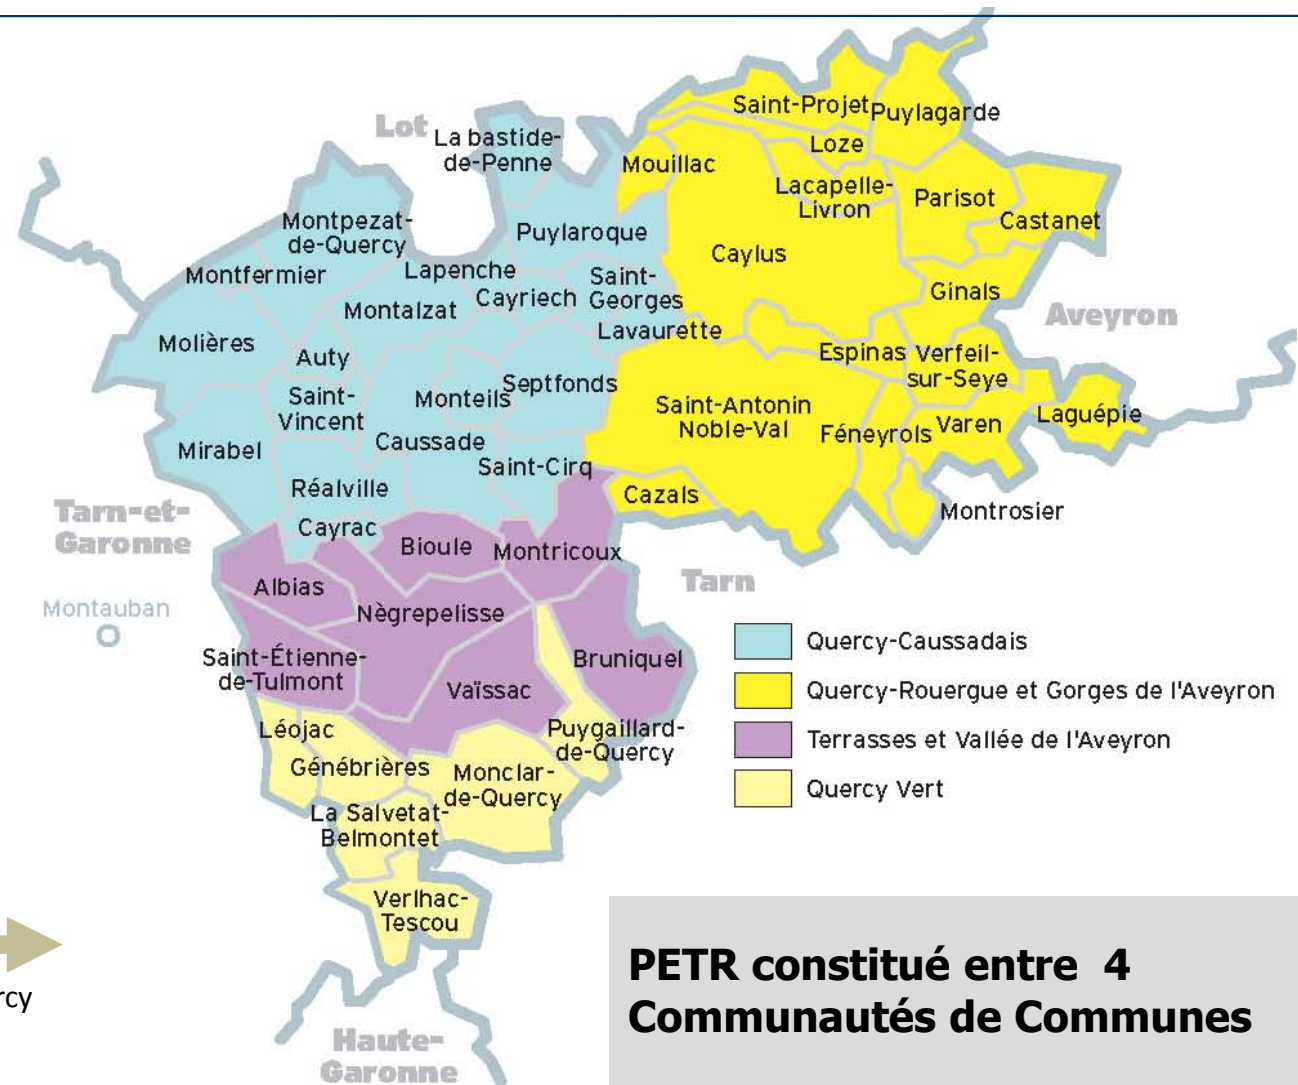 Saint-Projet
Puylagarde
Lot
La bastide-
de-Penne
Loze
Mouillac
Lacapelle-
Livron
Parisot
Castanet
Montpezat-
de-Quercy
Puylaroque
Caylus
Montfermier
Lapenche
Saint-
Georges
Cayriech
Ginals
Montalzat
Aveyron
Lavaurette
Molières
Auty
Espinas
Verfeil-
sur-Seye
Septfonds
Saint-
Vincent
Monteils
Saint-Antonin
Noble-Val
Laguépie
Varen
Féneyrols
Caussade
Mirabel
Saint-Cirq
Réalville
Cazals
Tarn-et-
Garonne
Montrosier
Cayrac
Bioule
Montricoux
Tarn
Albias
Montauban
Nègrepelisse
Quercy-Caussadais
Saint-Étienne-
de-Tulmont
Bruniquel
Vaïssac
Quercy-Rouergue et Gorges de l'Aveyron
Léojac
Puygaillard-
de-Quercy
Terrasses et Vallée de l'Aveyron
Génébrières
Monclar-
de-Quercy
Quercy Vert
La Salvetat-
Belmontet
Verlhac-
Tescou
PETR constitué entre 4
Communautés de Communes
rcy
Haute-
Garonne